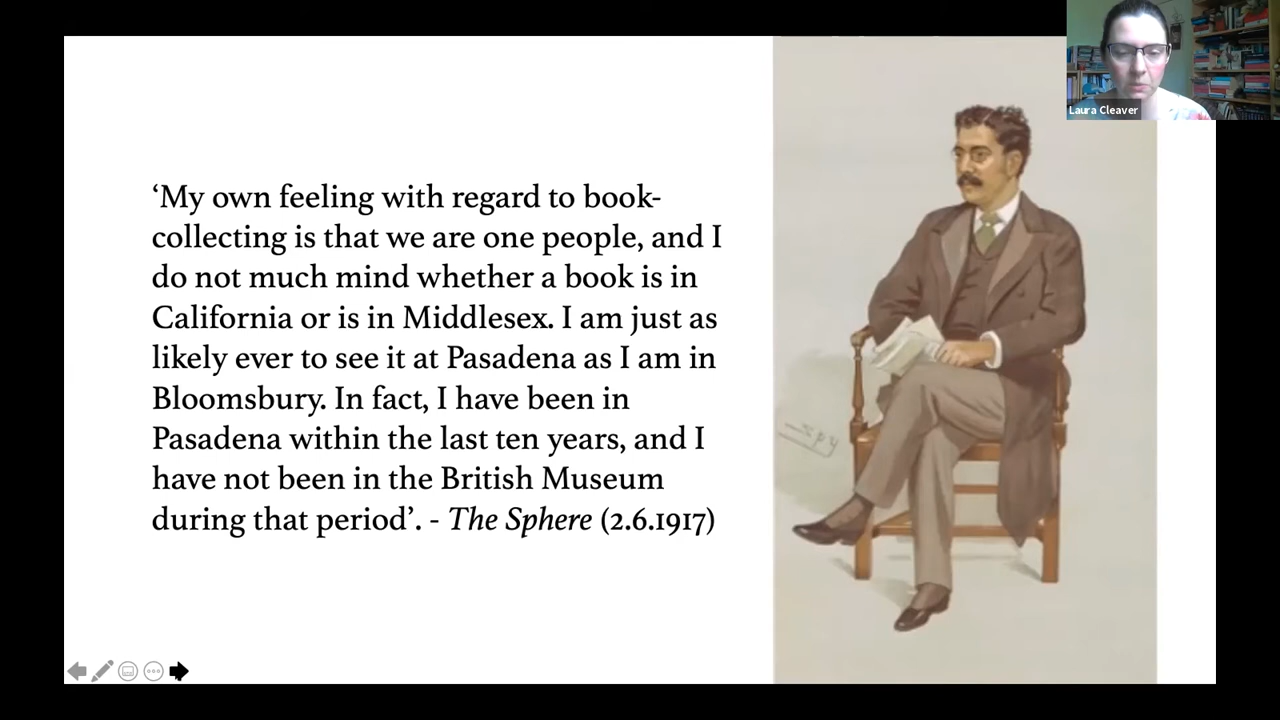 Laura Cleaver
‘My own feeling with regard to book-
collecting is that we are one people, and I
do not much mind whether a book is in
California or is in Middlesex. I am just as
likely ever to see it at Pasadena as I am in
Bloomsbury. In fact, I have been in
Pasadena within the last ten years, and I
have not been in the British Museum
during that period’. - The Sphere (2.6.1917)
Spy